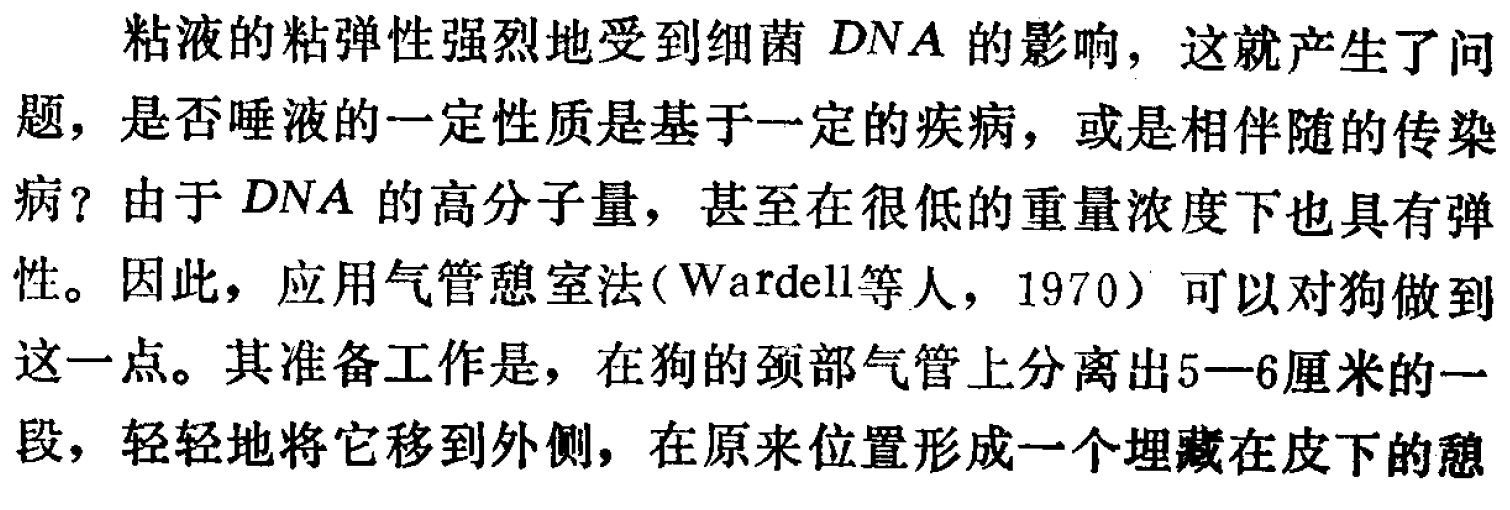 粘液的粘弹性强烈地受到细菌 DNA 的影响，这就产生了问
题，是否唾液的一定性质是基于一定的疾病，或是相伴随的传染
病？由于 DNA 的高分子量，甚至在很低的重量浓度下也具有弹
性。因此，应用气管憩室法(Wardell等人，1970）可以对狗做到
这一点。其准备工作是，在狗的颈部气管上分离出5—6厘米的一
段，轻轻地将它移到外侧，在原来位置形成一个埋藏在皮下的憩